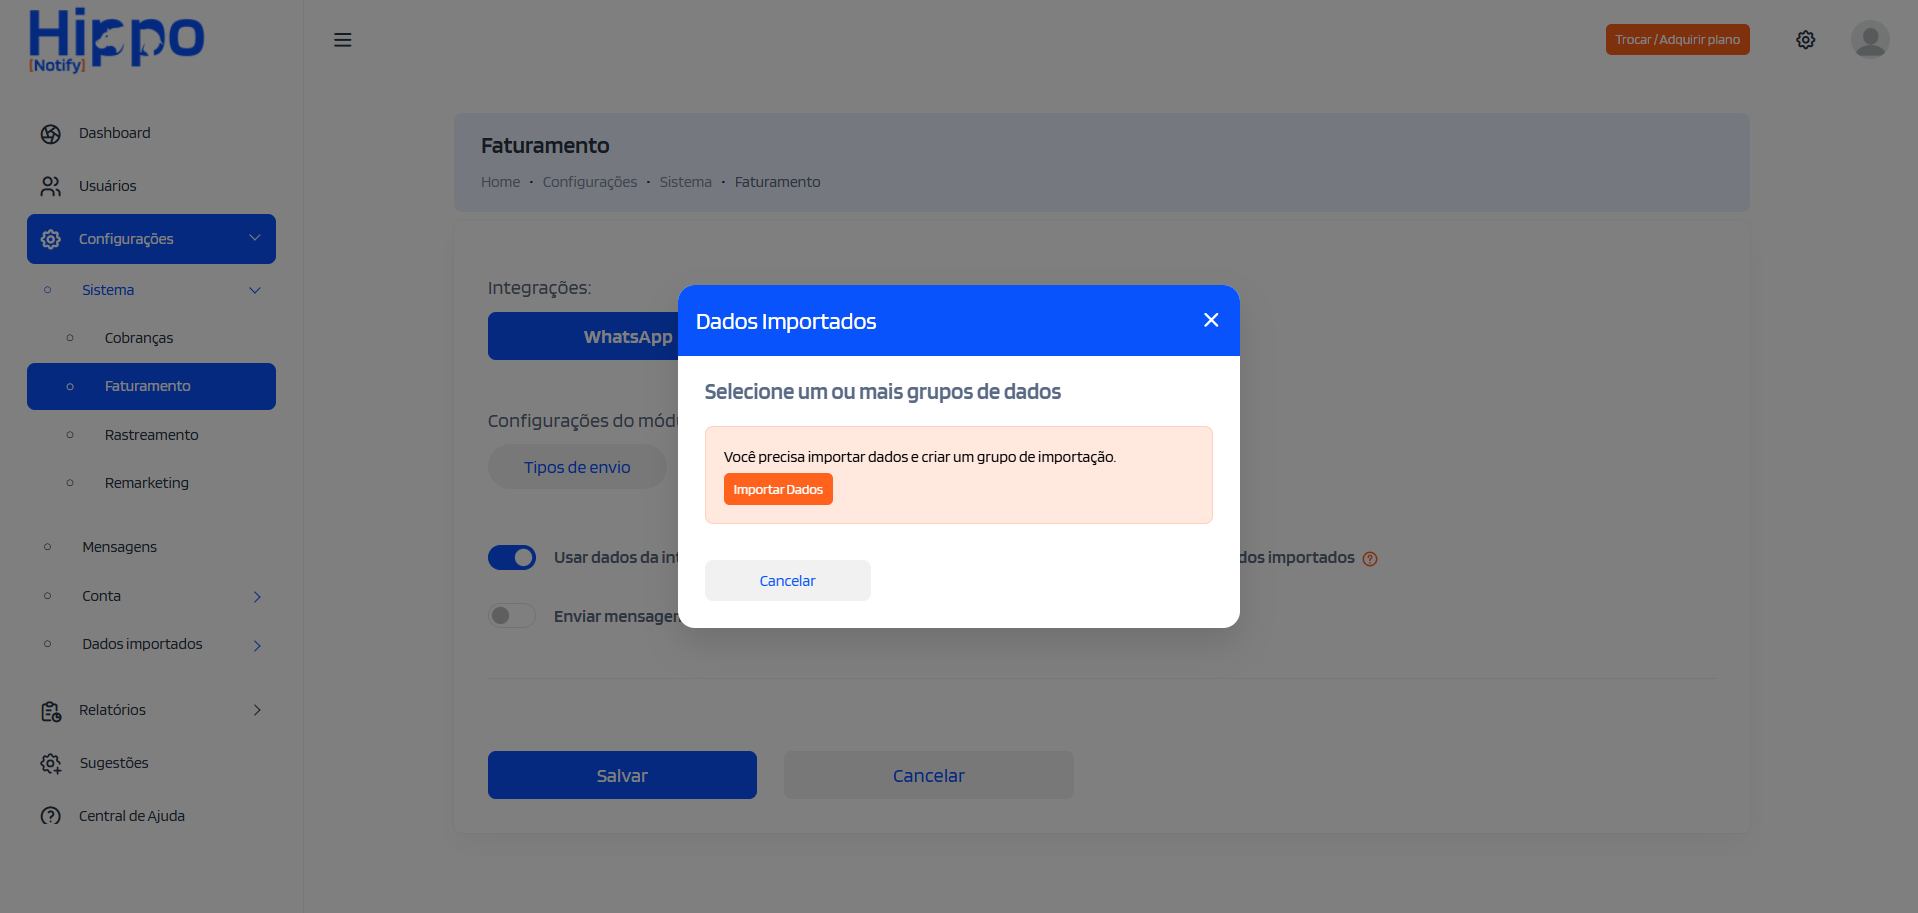 Hippo
[Notify]
Trocar / Adquirir plano
Dashboard
Usuários
Configurações
Sistema
Cobranças
Faturamento
Rastreamento
Remarketing
Mensagens
Conta
Dados importados
Relatórios
Sugestões
Central de Ajuda
Faturamento
Home • Configurações • Sistema • Faturamento
Integrações:
WhatsApp
Configurações do mód
Tipos de envio
Usar dados da in
dos importados
Enviar mensagen
Salvar
Cancelar
Dados Importados
Selecione um ou mais grupos de dados
Você precisa importar dados e criar um grupo de importação.
Importar Dados
Cancelar